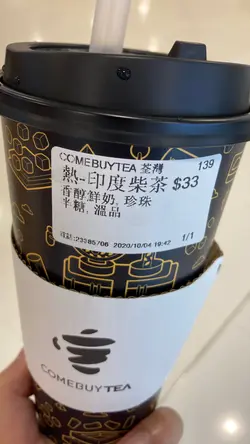 COMEBUYTEA 荃灣 139
熱-印度柴茶 $33
香醇鮮奶, 珍珠
半糖, 溫品
2020/10/04 19:42 1/1
COMEBUYTEA